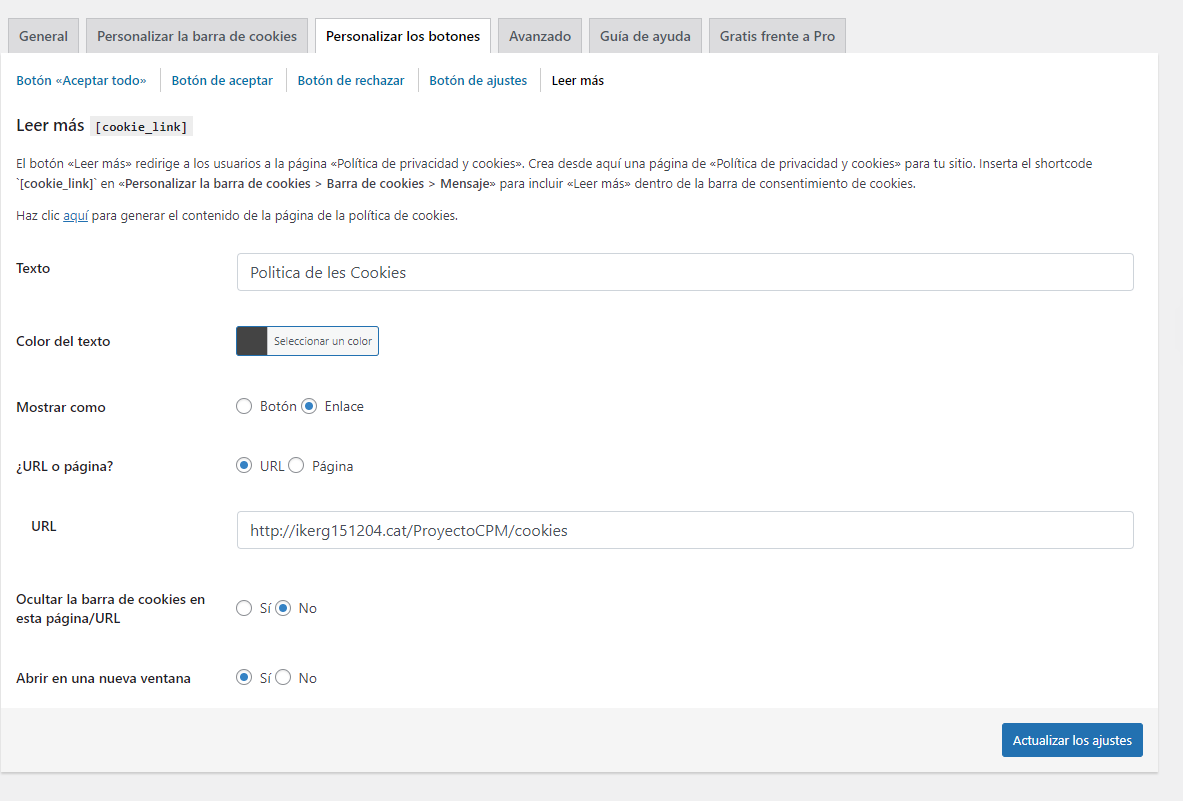 General Personalizar la barra de cookies Personalizar los botones Avanzado Guía de ayuda Gratis frente a Pro
Botón «Aceptar todo» Botón de aceptar Botón de rechazar Botón de ajustes Leer más
Leer más [cookie_link]
El botón «Leer más» redirige a los usuarios a la página «Política de privacidad y cookies». Crea desde aquí una página de «Política de privacidad y cookies» para tu sitio. Inserta el shortcode
`[cookie_link]` en «Personalizar la barra de cookies > Barra de cookies > Mensaje» para incluir «Leer más» dentro de la barra de consentimiento de cookies.
Haz clic aquí para generar el contenido de la página de la política de cookies.
Texto Politica de les Cookies
Color del texto Seleccionar un color
Mostrar como Botón Enlace
¿URL o página? URL Página
URL http://ikerg151204.cat/ProyectoCPM/cookies
Ocultar la barra de cookies en
esta página/URL Sí No
Abrir en una nueva ventana Sí No
Actualizar los ajustes